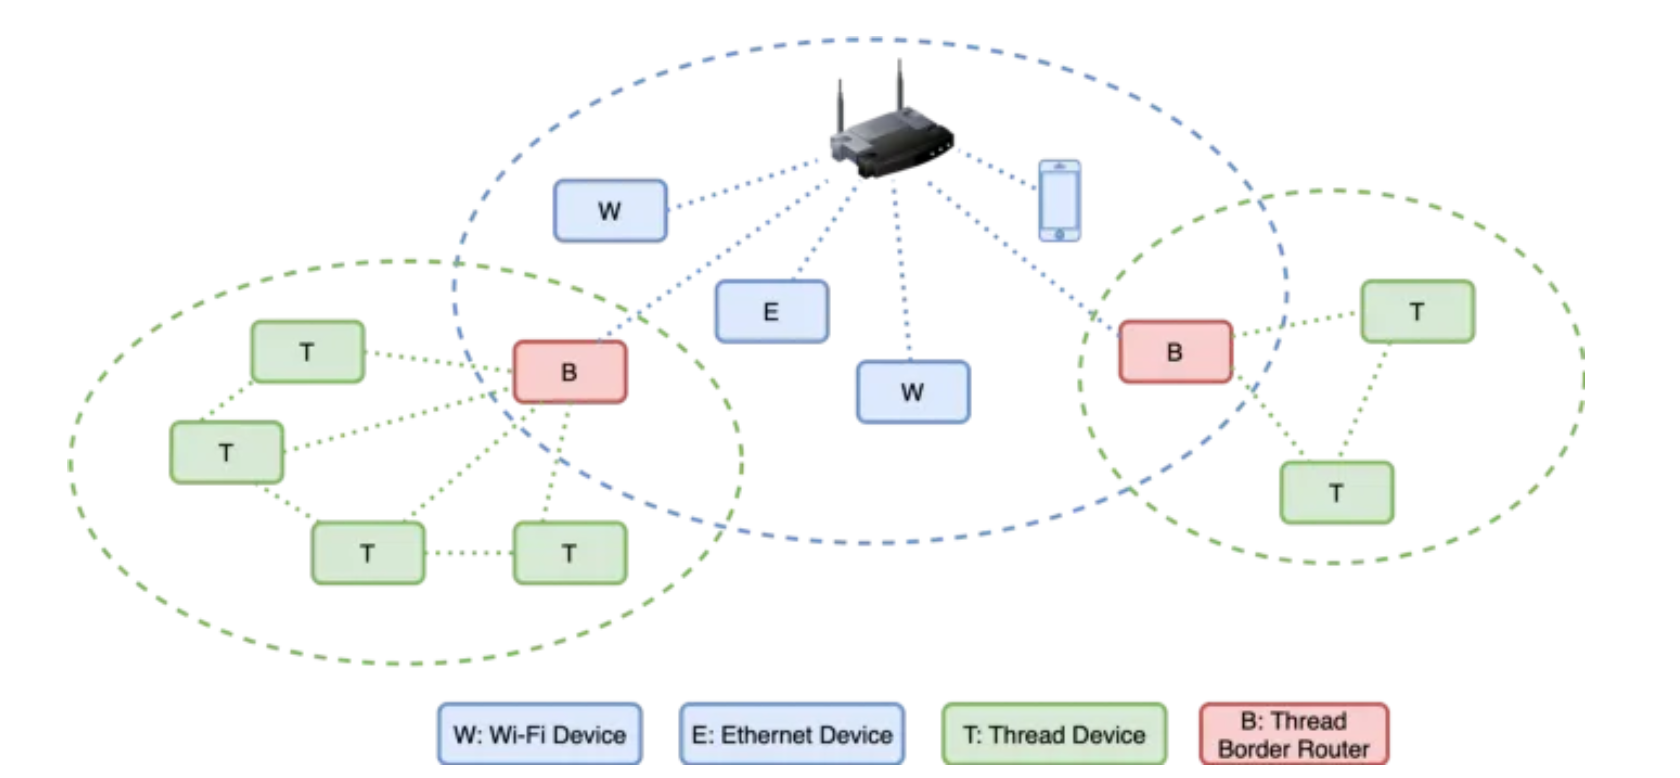 W
E
T
B
B
T
W
T
T
T
T
T
W: Wi-Fi Device
E: Ethernet Device
T: Thread Device
B: Thread
Border Router